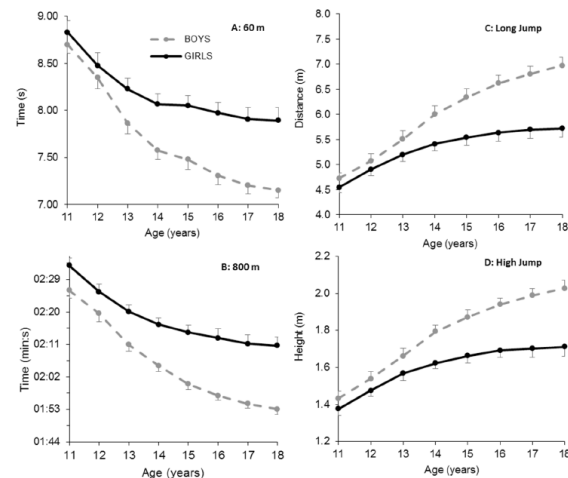 A: 60 m
BOYS
GIRLS
Time (s)
9.00
8.50
8.00
7.50
7.00
11 12 13 14 15 16 17 18
Age (years)
C: Long Jump
Distance (m)
8.0
7.5
7.0
6.5
6.0
5.5
5.0
4.5
4.0
11 12 13 14 15 16 17 18
Age (years)
B: 800 m
Time (min:s)
02:29
02:20
02:11
02:02
01:53
01:44
11 12 13 14 15 16 17 18
Age (years)
D: High Jump
Height (m)
2.2
2.0
1.8
1.6
1.4
1.2
11 12 13 14 15 16 17 18
Age (years)